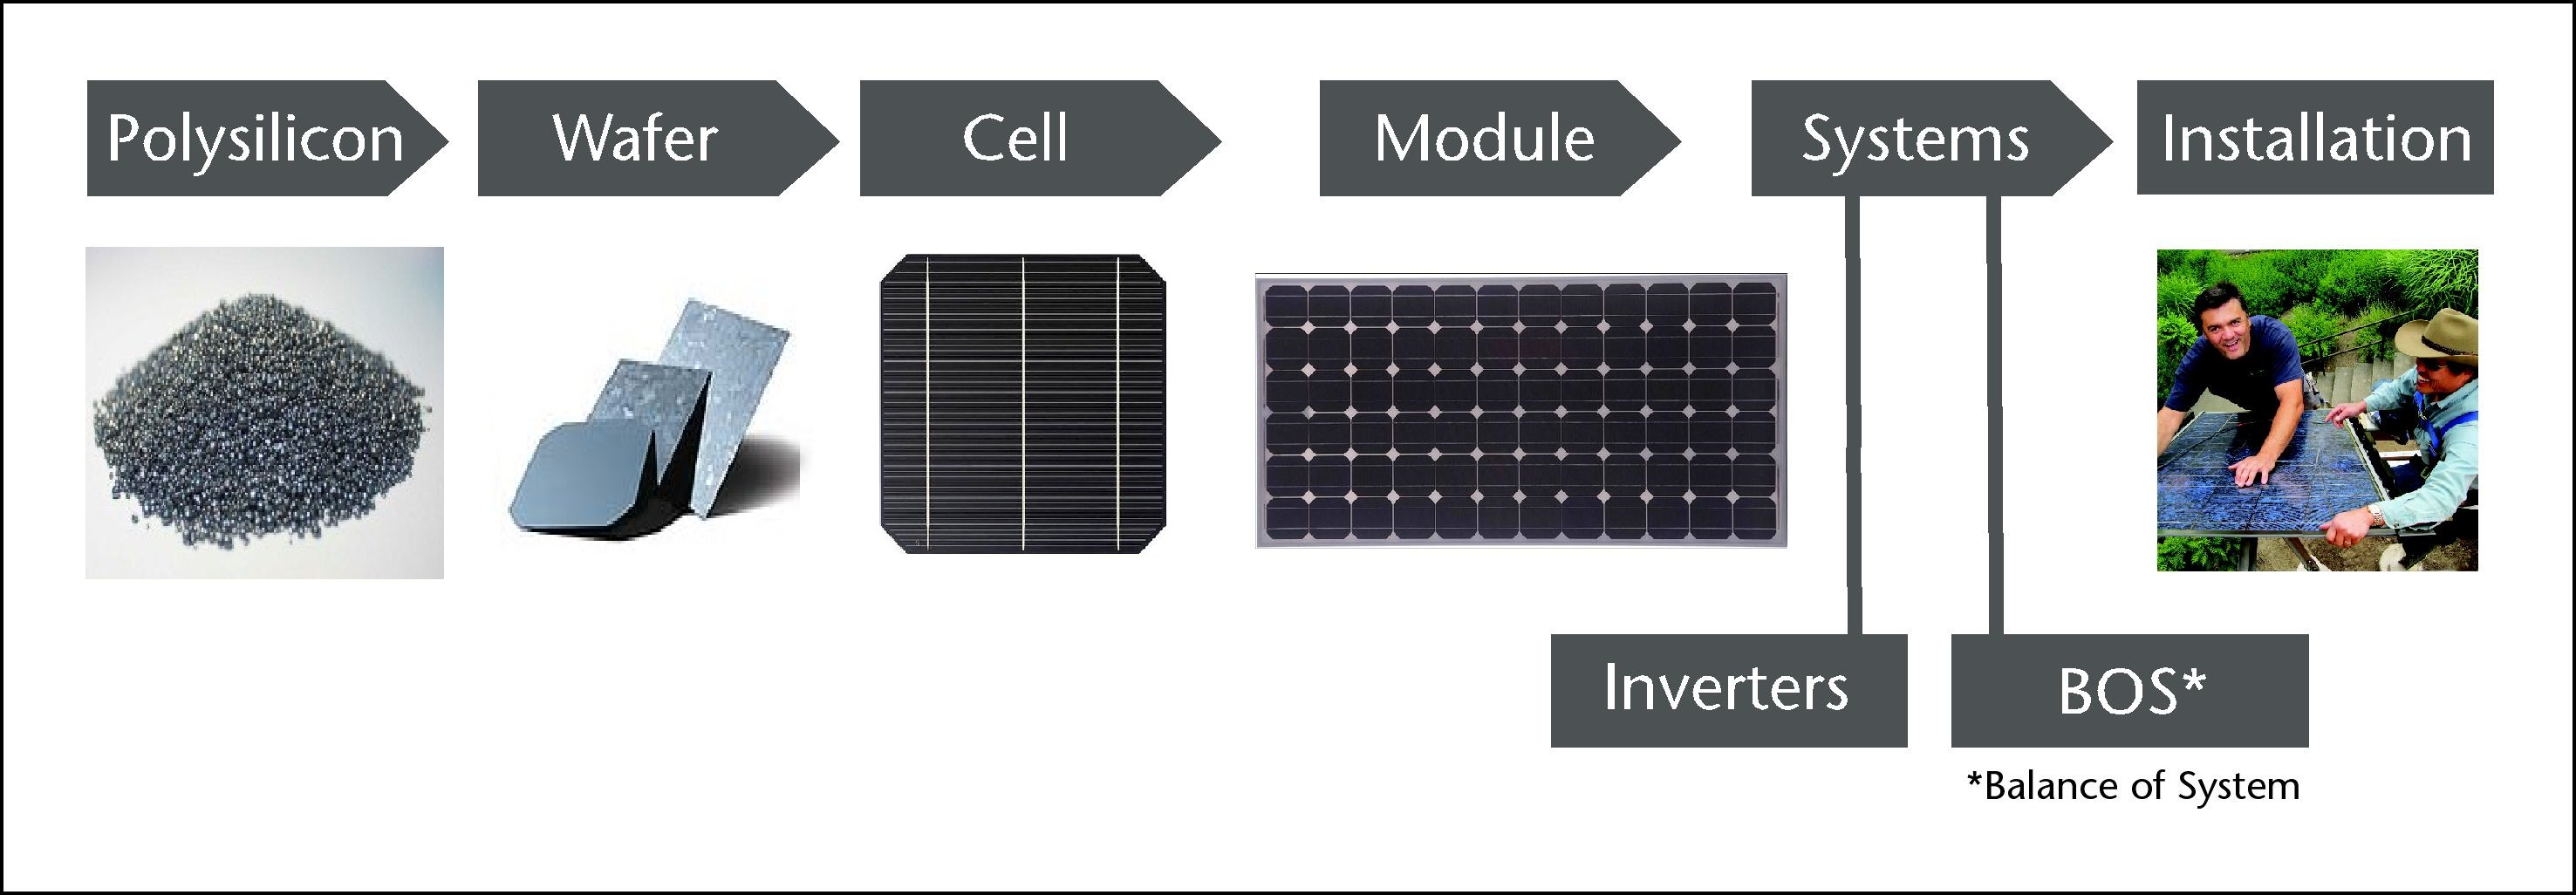 Polysilicon
Wafer
Cell
Module
Systems
Installation
Inverters
BOS*
*Balance of System